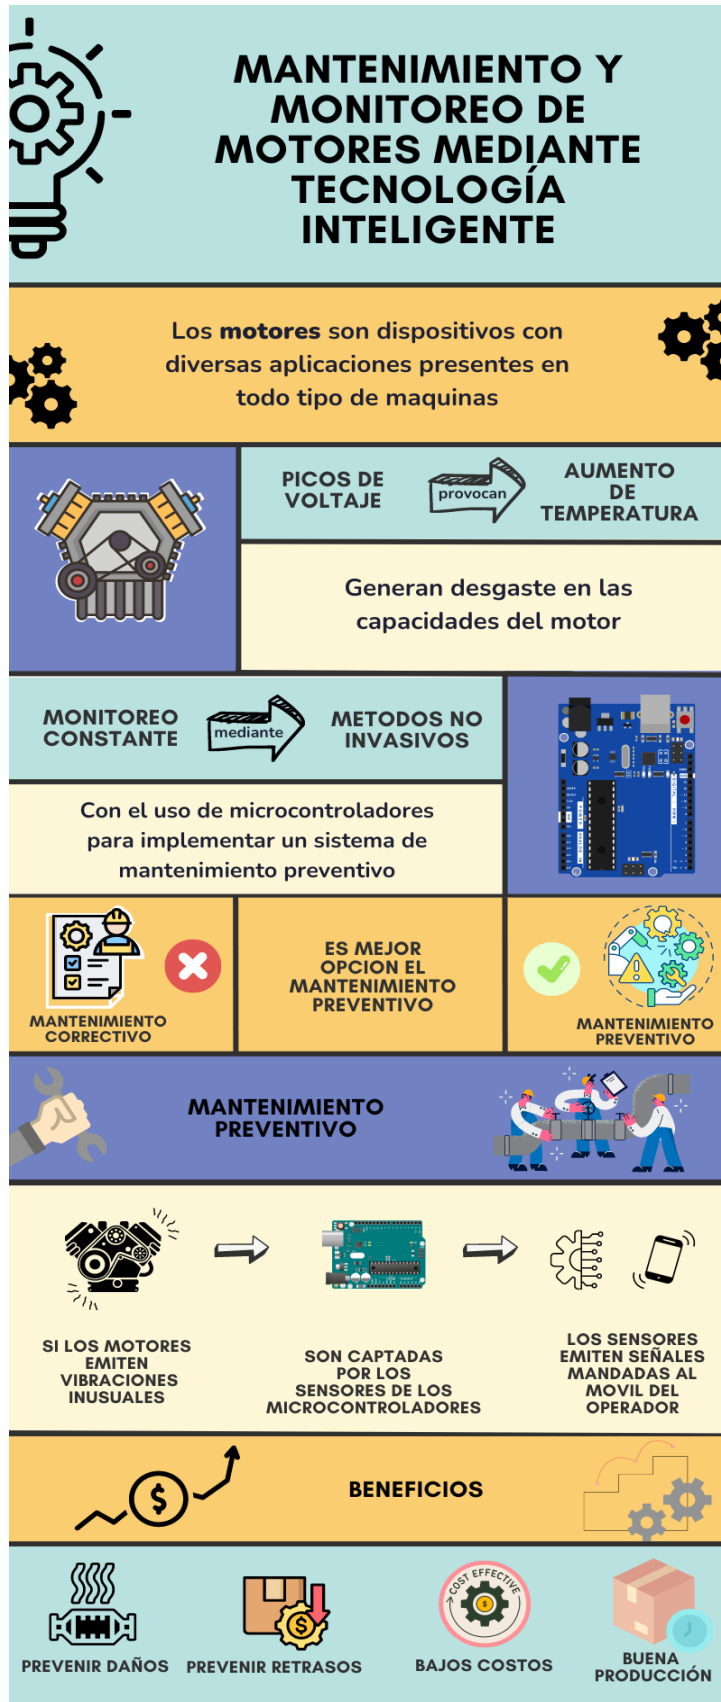 MANTENIMIENTO Y
MONITOREO DE
MOTORES MEDIANTE
TECNOLOGÍA
INTELIGENTE
Los motores son dispositivos con
diversas aplicaciones presentes en
todo tipo de maquinas
PICOS DE
VOLTAJE
provocan
AUMENTO
DE
TEMPERATURA
Generan desgaste en las
capacidades del motor
MONITOREO
CONSTANTE
mediante
METODOS NO
INVASIVOS
Con el uso de microcontroladores
para implementar un sistema de
mantenimiento preventivo
MANTENIMIENTO
CORRECTIVO
ES MEJOR
OPCION EL
MANTENIMIENTO
PREVENTIVO
MANTENIMIENTO
PREVENTIVO
MANTENIMIENTO
PREVENTIVO
SI LOS MOTORES
EMITEN
VIBRACIONES
INUSUALES
SON CAPTADAS
POR LOS
SENSORES DE LOS
MICROCONTROLADORES
LOS SENSORES
EMITEN SEÑALES
MANDADAS AL
MOVIL DEL
OPERADOR
BENEFICIOS
PREVENIR DAÑOS
PREVENIR RETRASOS
COST EFFECTIVE
BAJOS COSTOS
BUENA
PRODUCCIÓN